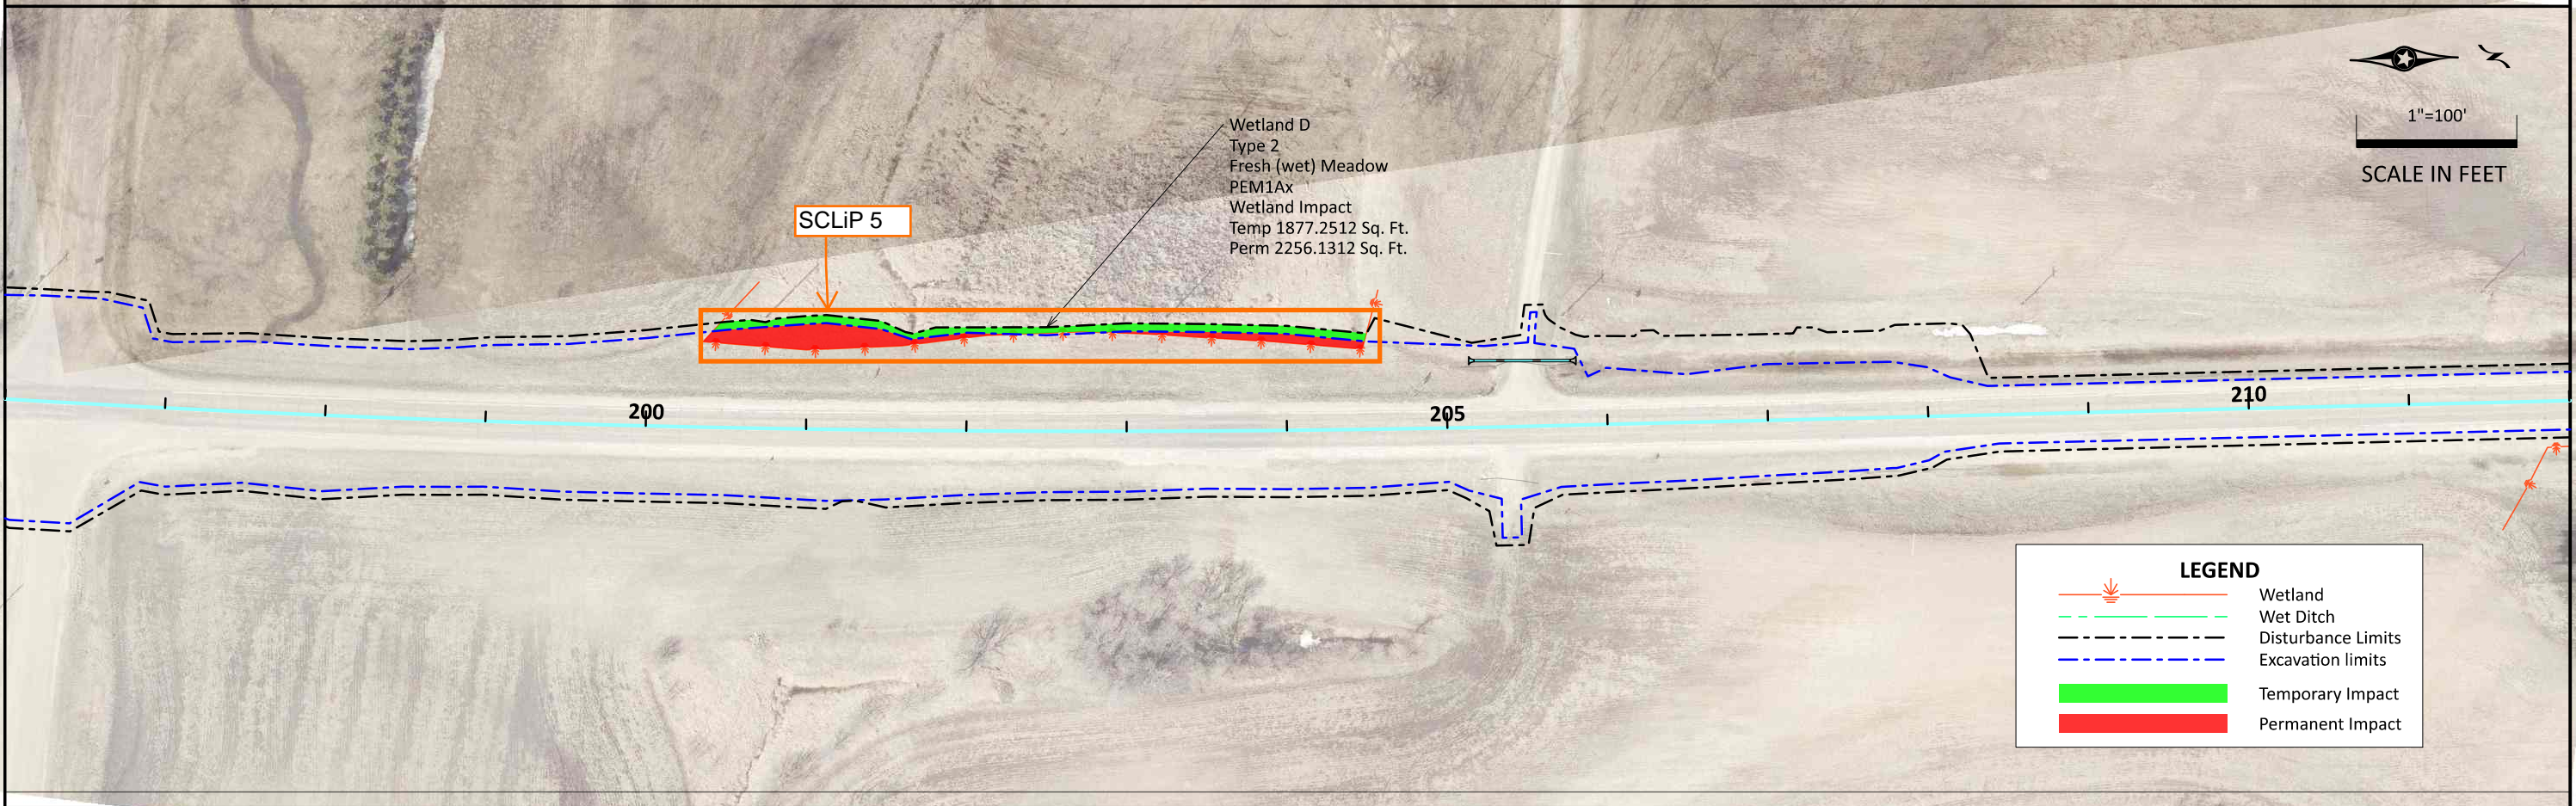 Wetland D
Type 2
Fresh (wet) Meadow
PEM1Ax
Wetland Impact
Temp 1877.2512 Sq. Ft.
Perm 2256.1312 Sq. Ft.
1"=100'
SCALE IN FEET
SCLiP 5
200
205
210
LEGEND
Wetland
Wet Ditch
Disturbance Limits
Excavation limits
Temporary Impact
Permanent Impact